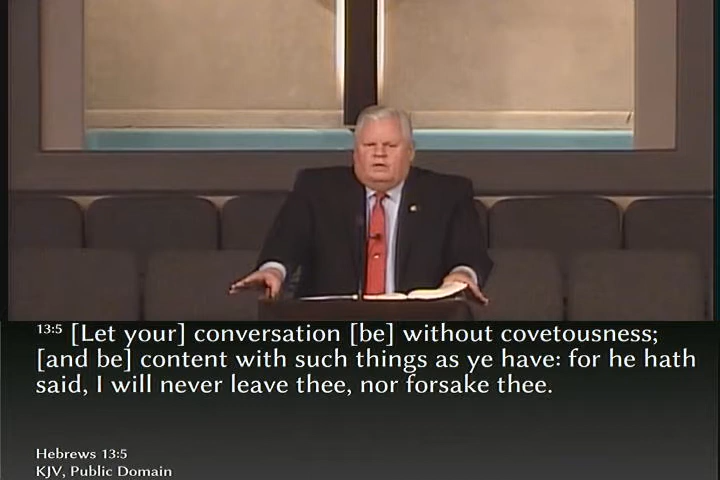 13:5 [Let your] conversation [be] without covetousness;
[and be] content with such things as ye have: for he hath
said, I will never leave thee, nor forsake thee.
Hebrews 13:5
KJV, Public Domain